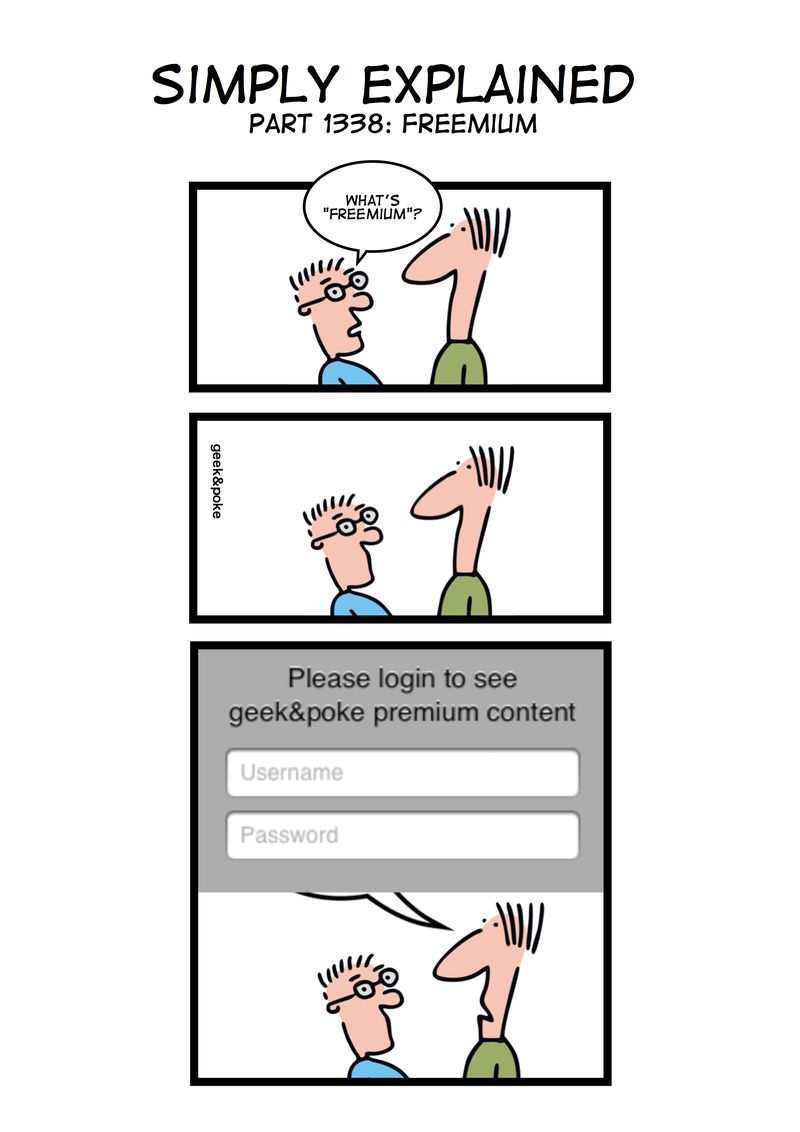 SIMPLY EXPLAINED
PART 1338: FREEMIUM
WHAT'S
"FREEMIUM"?
geek&poke
Please login to see
geek&poke premium content
Username
Password